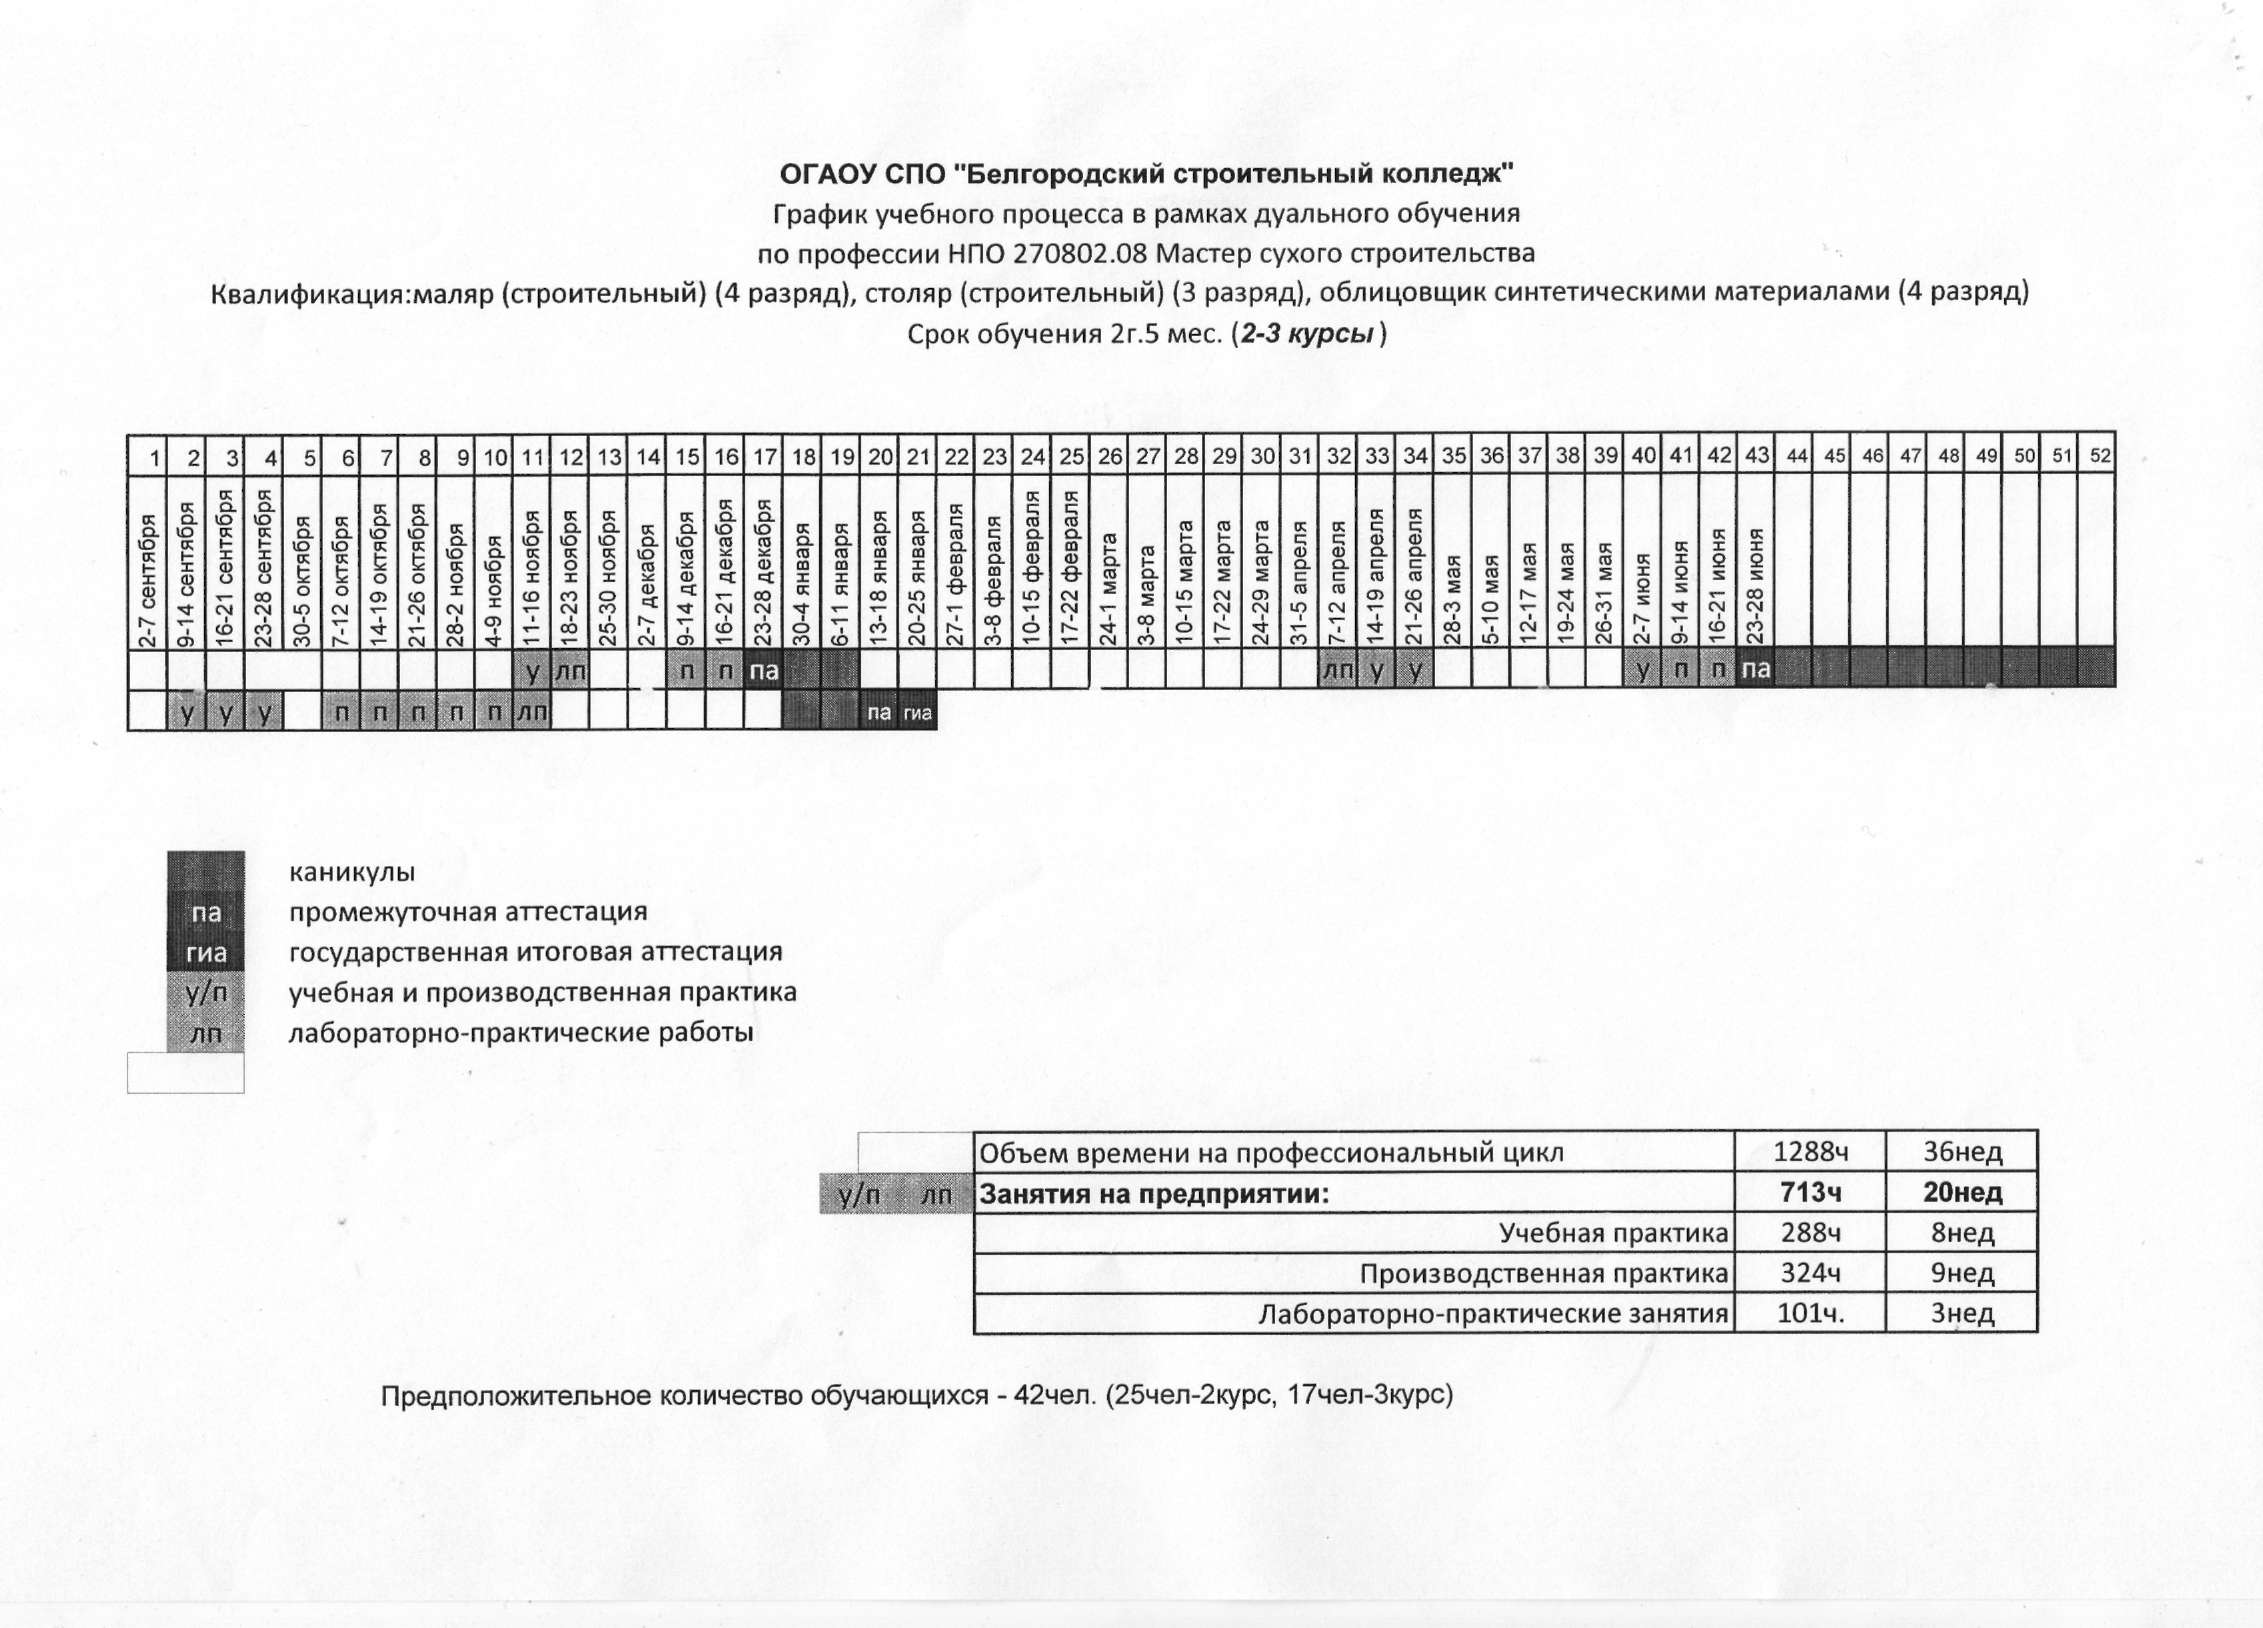 ОГАОУ СПО "Белгородский строительный колледж"
График учебного процесса в рамках дуального обучения
по профессии НПО 270802.08 Мастер сухого строительства
Квалификация:маляр (строительный) (4 разряд), столяр (строительный) (3 разряд), облицовщик синтетическими материалами (4 разряд)
Срок обучения 2г.5 мес. (2-3 курсы)
1 2 3 4 5 6 7 8 9 10 11 12 13 14 15 16 17 18 19 20 21 22 23 24 25 26 27 28 29 30 31 32 33 34 35 36 37 38 39 40 41 42 43 44 45 46 47 48 49 50 51 52
2-7 сентября
9-14 сентября
16-21 сентября
23-28 сентября
30-5 октября
7-12 октября
14-19 октября
21-26 октября
28-2 ноября
4-9 ноября
11-16 ноября
18-23 ноября
25-30 ноября
2-7 декабря
9-14 декабря
16-21 декабря
23-28 декабря
30-4 января
6-11 января
13-18 января
20-25 января
27-1 февраля
3-8 февраля
10-15 февраля
17-22 февраля
24-1 марта
3-8 марта
10-15 марта
17-22 марта
24-29 марта
31-5 апреля
7-12 апреля
14-19 апреля
21-26 апреля
28-3 мая
5-10 мая
12-17 мая
19-24 мая
26-31 мая
2-7 июня
9-14 июня
16-21 июня
23-28 июня
у лп п п па лп у у у п п па
у у у п п п п п лп па гиа
каникулы
па промежуточная аттестация
гиа государственная итоговая аттестация
у/п учебная и производственная практика
лп лабораторно-практические работы
Объем времени на профессиональный цикл 1288ч 36нед
у/п лп Занятия на предприятии: 713ч 20нед
Учебная практика 288ч 8нед
Производственная практика 324ч 9нед
Лабораторно-практические занятия 101ч. 3нед
Предположительное количество обучающихся - 42чел. (25чел-2курс, 17чел-3курс)